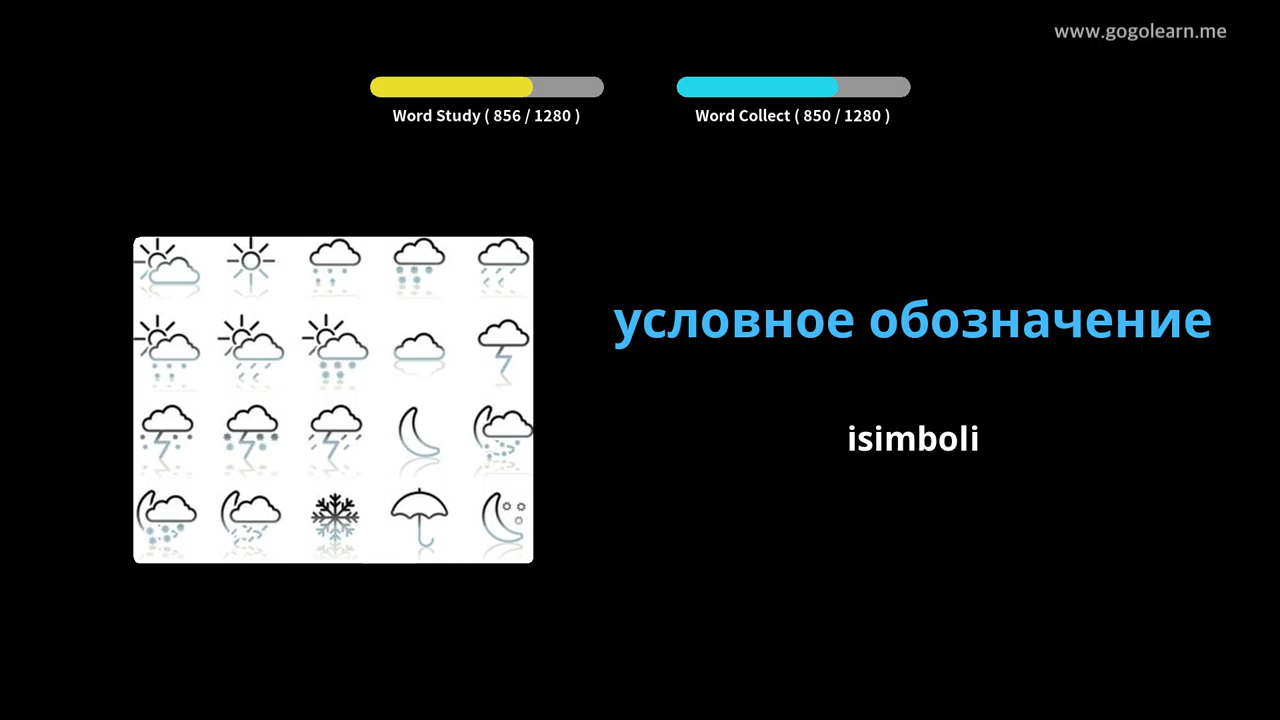 www.gogolearn.me
Word Study ( 856 / 1280 )
Word Collect ( 850 / 1280 )
условное обозначение
isimboli